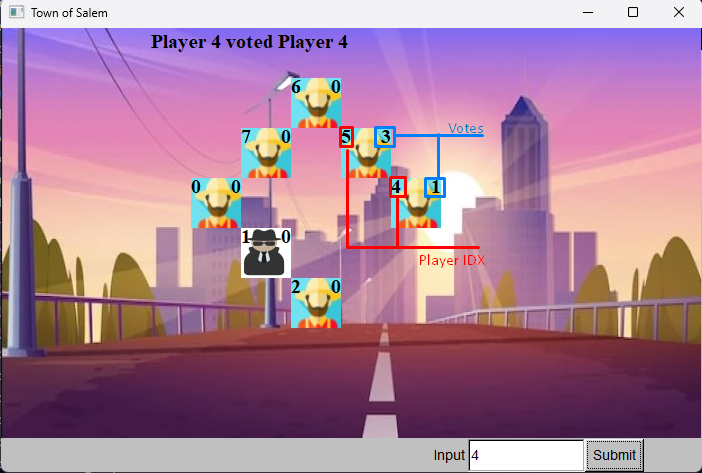 Town of Salem
Player 4 voted Player 4
6 0
7 0
5 3
Votes
0 0
4 1
1 0
Player IDX
2 0
Input 4 Submit